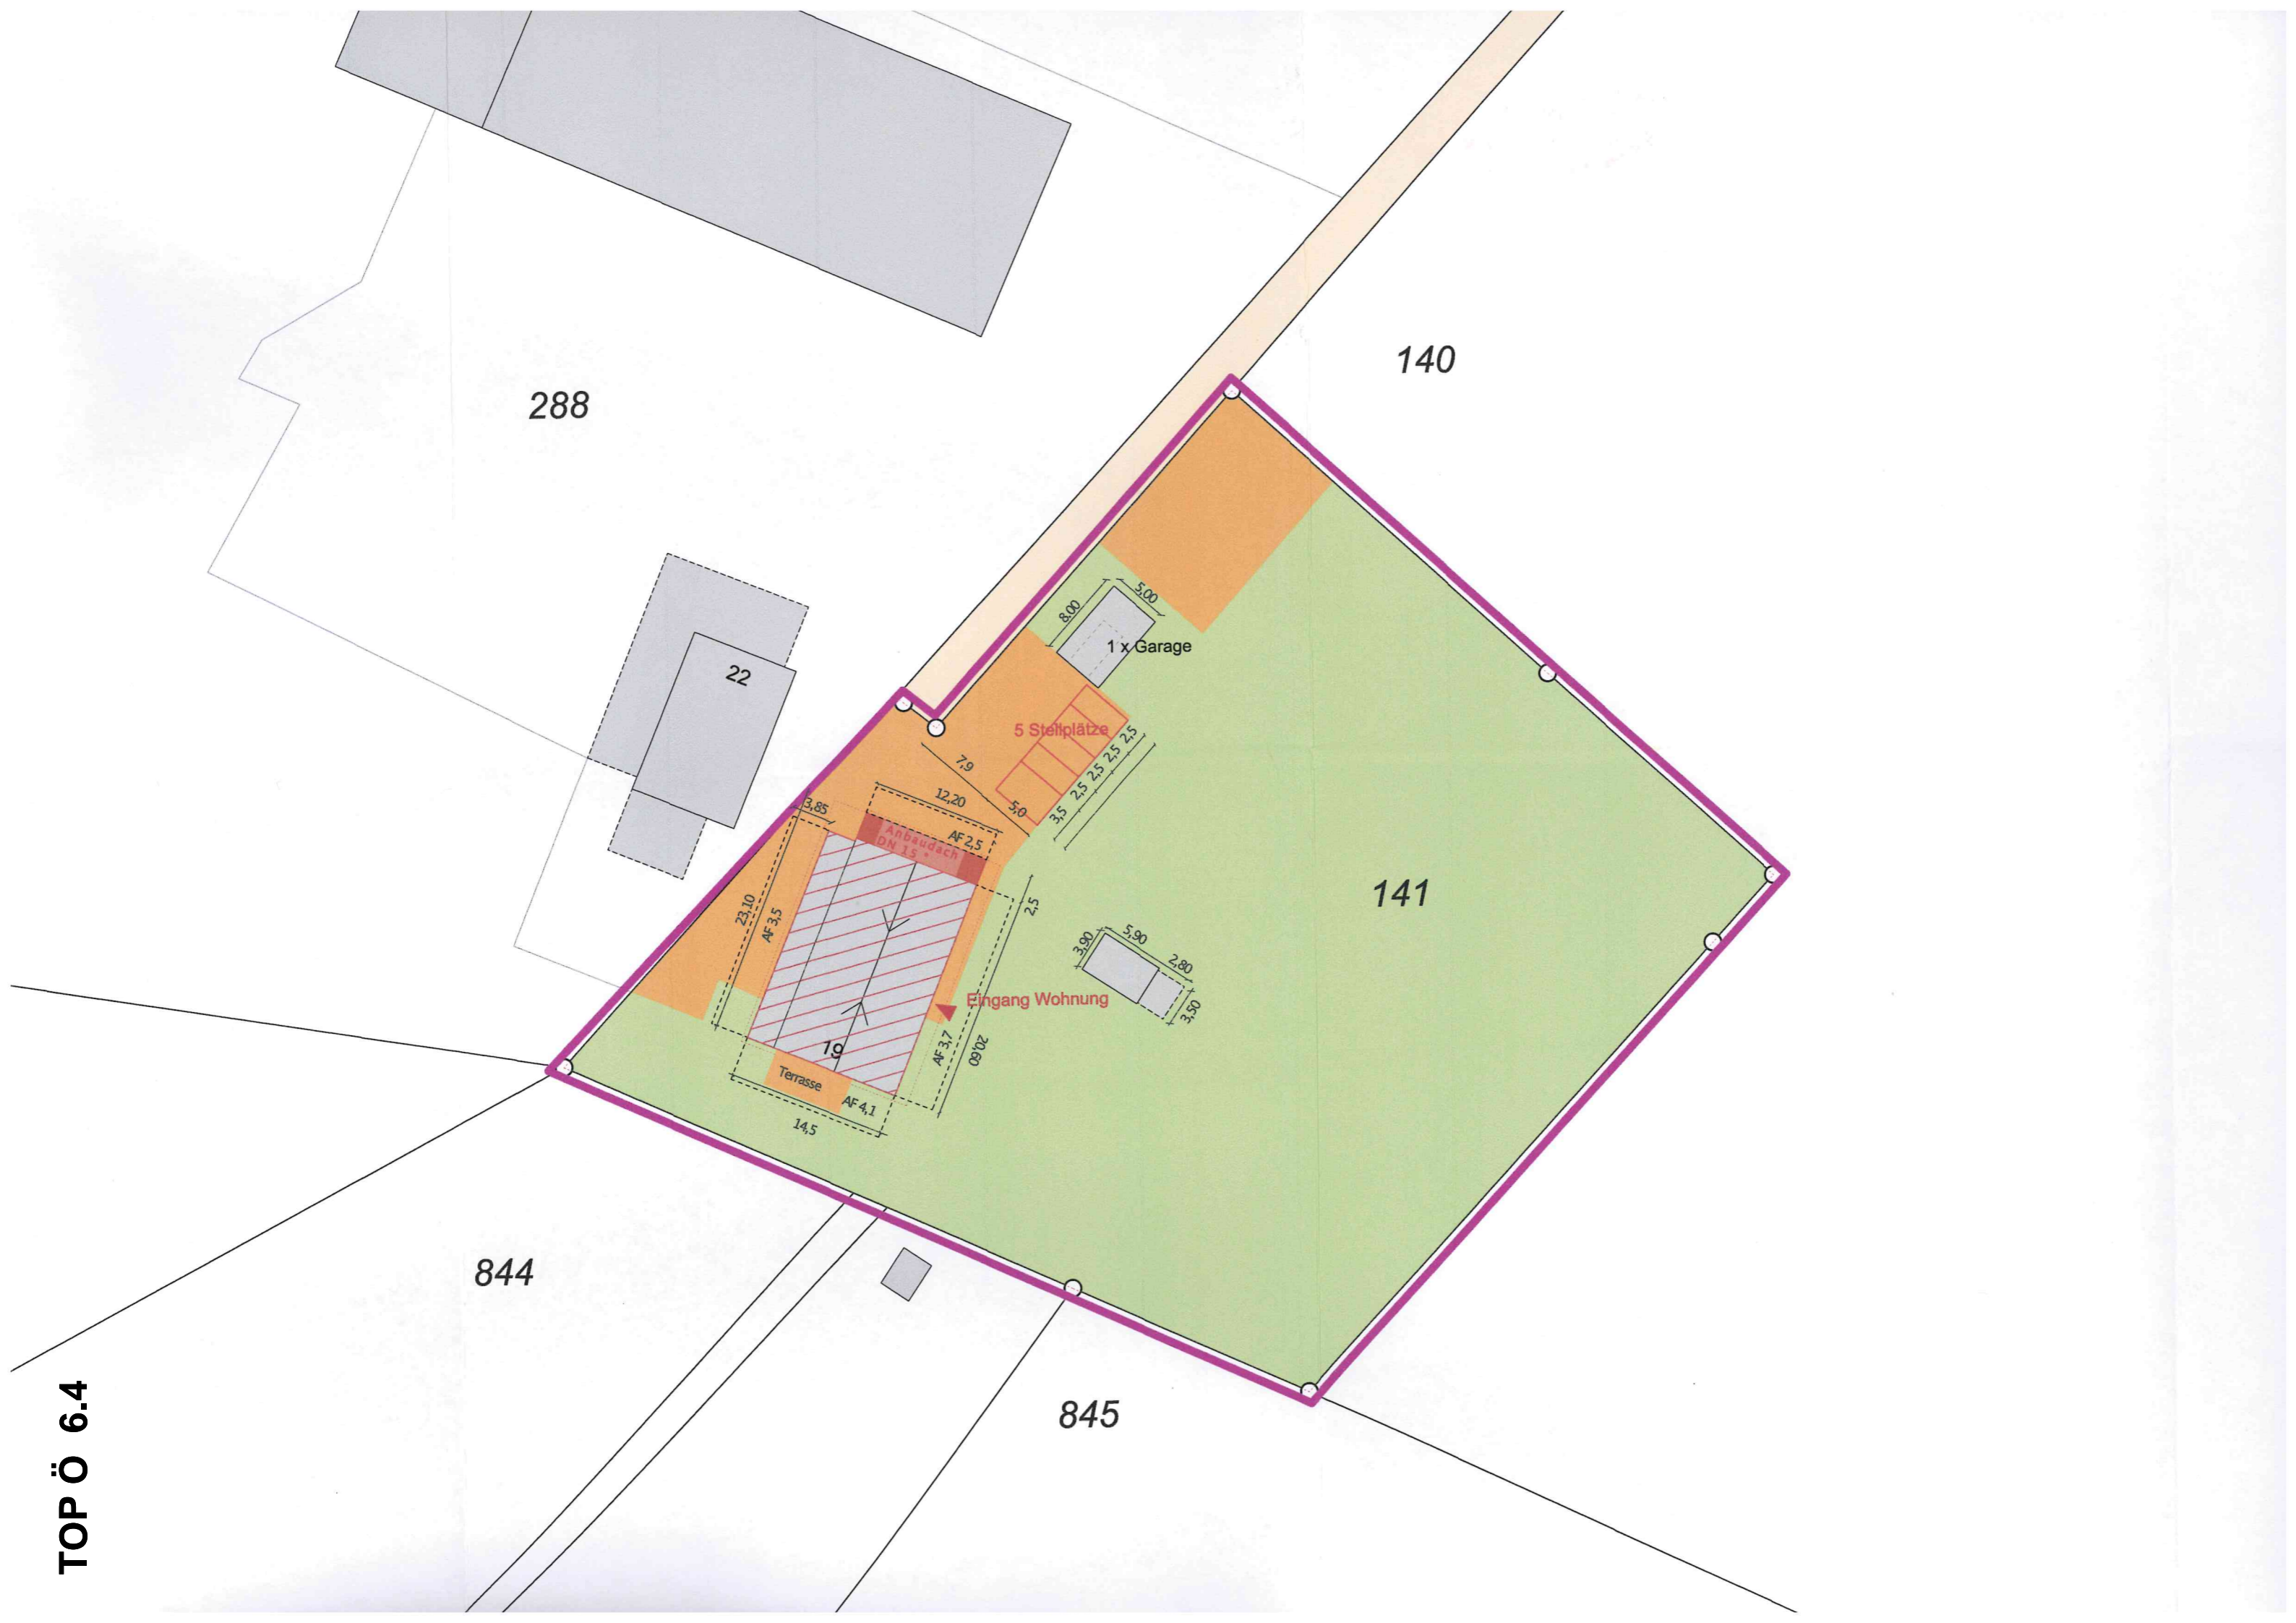 140
288
5,00
8.00
1 x Garage
22
5 Stellplätze
2,5
2,5
2,5
2,5
3,5
7,9
5,0
12,20
3,85
AF 2,5
Anbaudach
DN 15 °
141
23,10
AF 3,5
2,5
3,90
5,90
2,80
3,50
Eingang Wohnung
19
AF 3,7
20,60
Terrasse
AF 4,1
14,5
844
845
TOP Ö 6.4